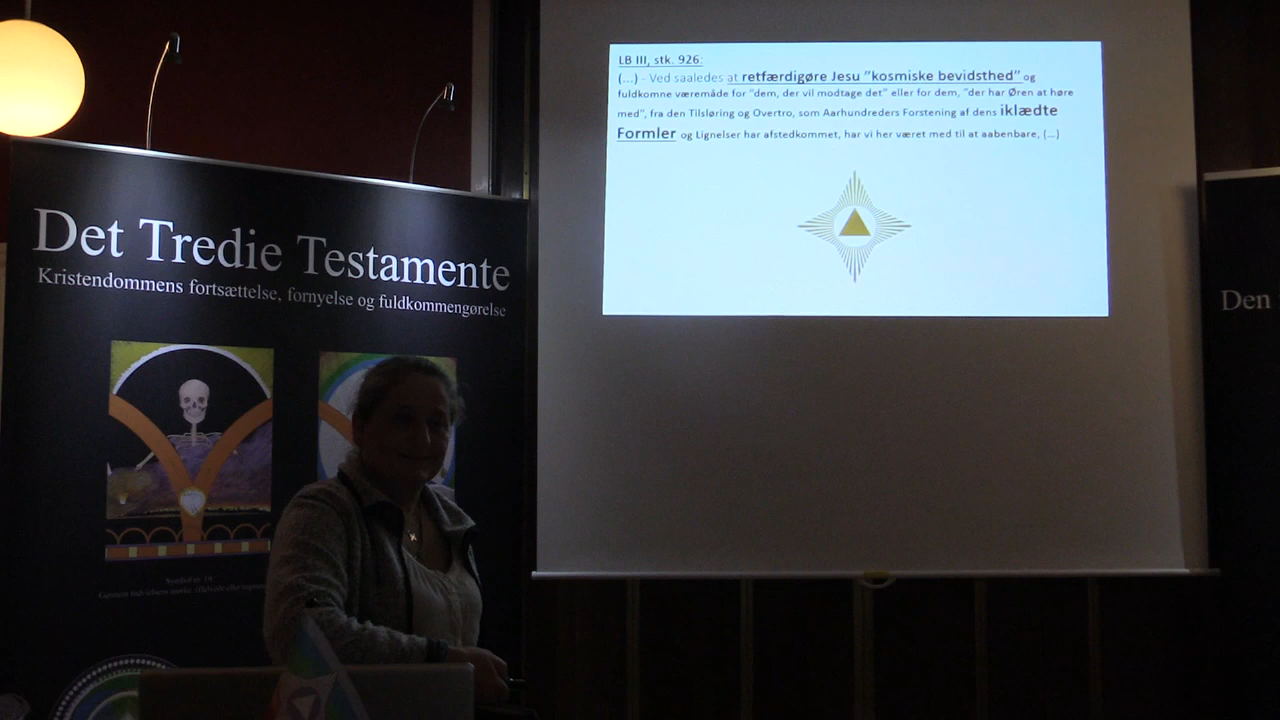 Det Tredie Testamente
Kristendommens fortsættelse, fornyelse og fuldkommengørelse
Symbol nr. 19
LB III, stk. 926:
(...) - Ved saaledes at retfærdigøre Jesu "kosmiske bevidsthed" og
fuldkomne væremåde for "dem, der vil modtage det" eller for dem, "der har Øren at høre
med", fra den Tilsløring og Overtro, som Aarhundreders Forstening af dens iklædte
Formler og Lignelser har afstedkommet, har vi her været med til at aabenbare, (...)
Den